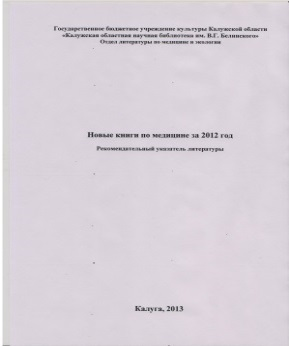 Государственное бюджетное учреждение культуры Калужской области
«Калужская областная научная библиотека им. В.Г. Белинского»
Отдел литературы по медицине и экологии
Новые книги по медицине за 2012 год
Рекомендательный указатель литературы
Калуга, 2013